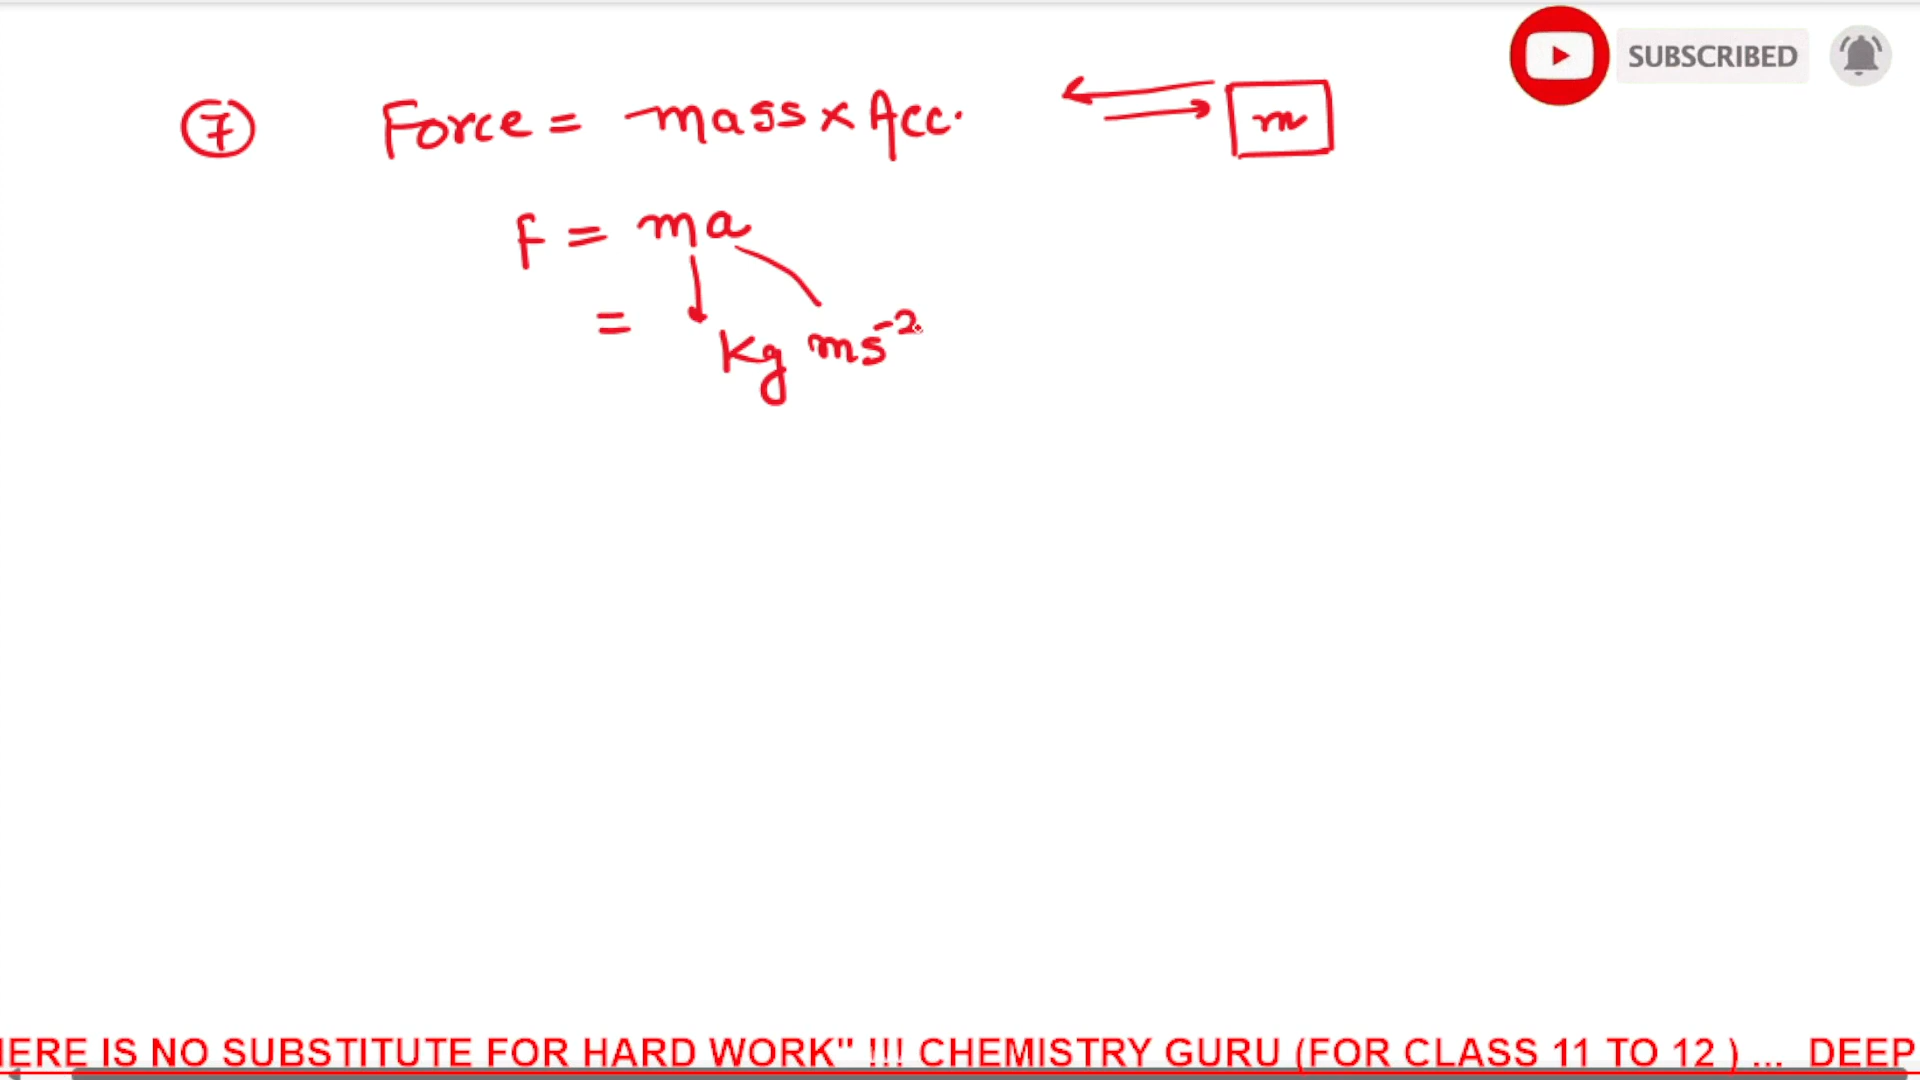 SUBSCRIBED
⑦ Force = mass × Acc. m
F = ma
= kg ms⁻²
HERE IS NO SUBSTITUTE FOR HARD WORK" !!! CHEMISTRY GURU (FOR CLASS 11 TO 12 ) ... DEEP